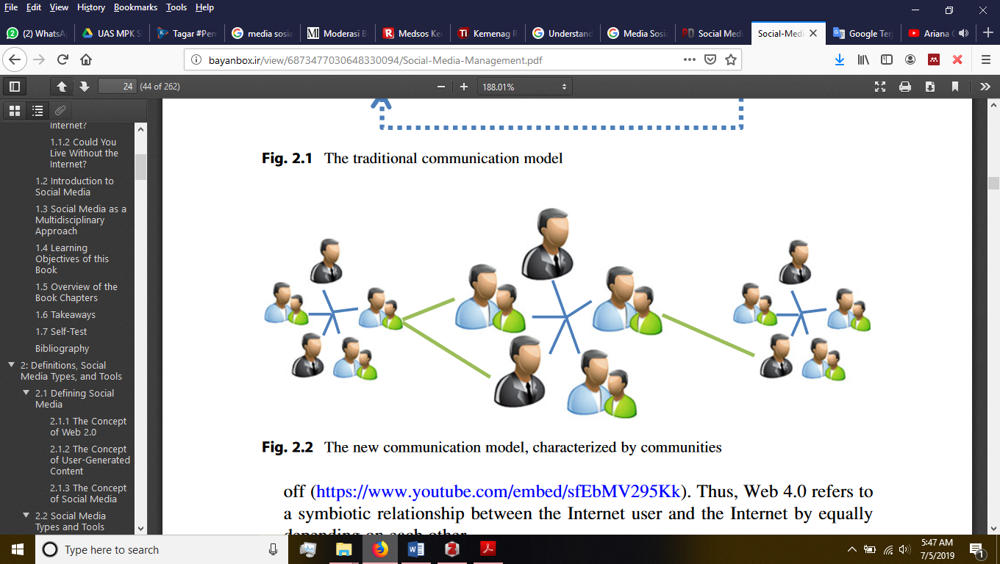 File Edit View History Bookmarks Tools Help
(2) WhatsA
UAS MPK S
Tagar #Pem
media sosia
Moderasi B
Medsos Ker
Kemenag R
Understand
Media Sosia
Social Medi
Social-Medi
Google Terj
Ariana G
bayanbox.ir/view/6873477030648330094/Social-Media-Management.pdf
24 (44 of 262)
188.01%
Internet?
1.1.2 Could You
Live Without the
Internet?
1.2 Introduction to
Social Media
1.3 Social Media as a
Multidisciplinary
Approach
1.4 Learning
Objectives of this
Book
1.5 Overview of the
Book Chapters
1.6 Takeaways
1.7 Self-Test
Bibliography
2: Definitions, Social
Media Types, and Tools
2.1 Defining Social
Media
2.1.1 The Concept
of Web 2.0
2.1.2 The Concept
of User-Generated
Content
2.1.3 The Concept
of Social Media
2.2 Social Media
Types and Tools
Fig. 2.1 The traditional communication model
Fig. 2.2 The new communication model, characterized by communities
off (https://www.youtube.com/embed/sfEbMV295Kk). Thus, Web 4.0 refers to
a symbiotic relationship between the Internet user and the Internet by equally
depending on each other
Type here to search
5:47 AM
7/5/2019
1